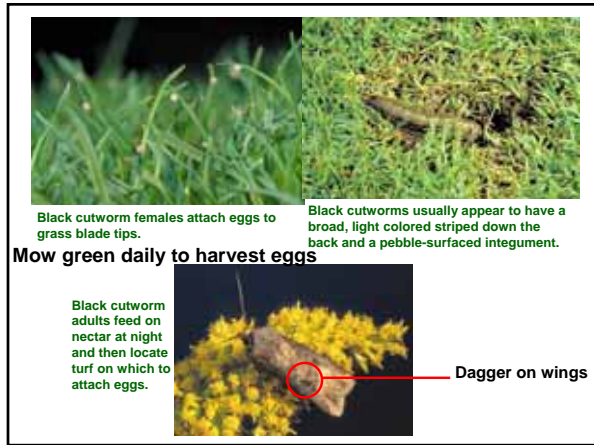 Black cutworm females attach eggs to
grass blade tips.
Black cutworms usually appear to have a
broad, light colored striped down the
back and a pebble-surfaced integument.
Mow green daily to harvest eggs
Black cutworm
adults feed on
nectar at night
and then locate
turf on which to
attach eggs.
Dagger on wings